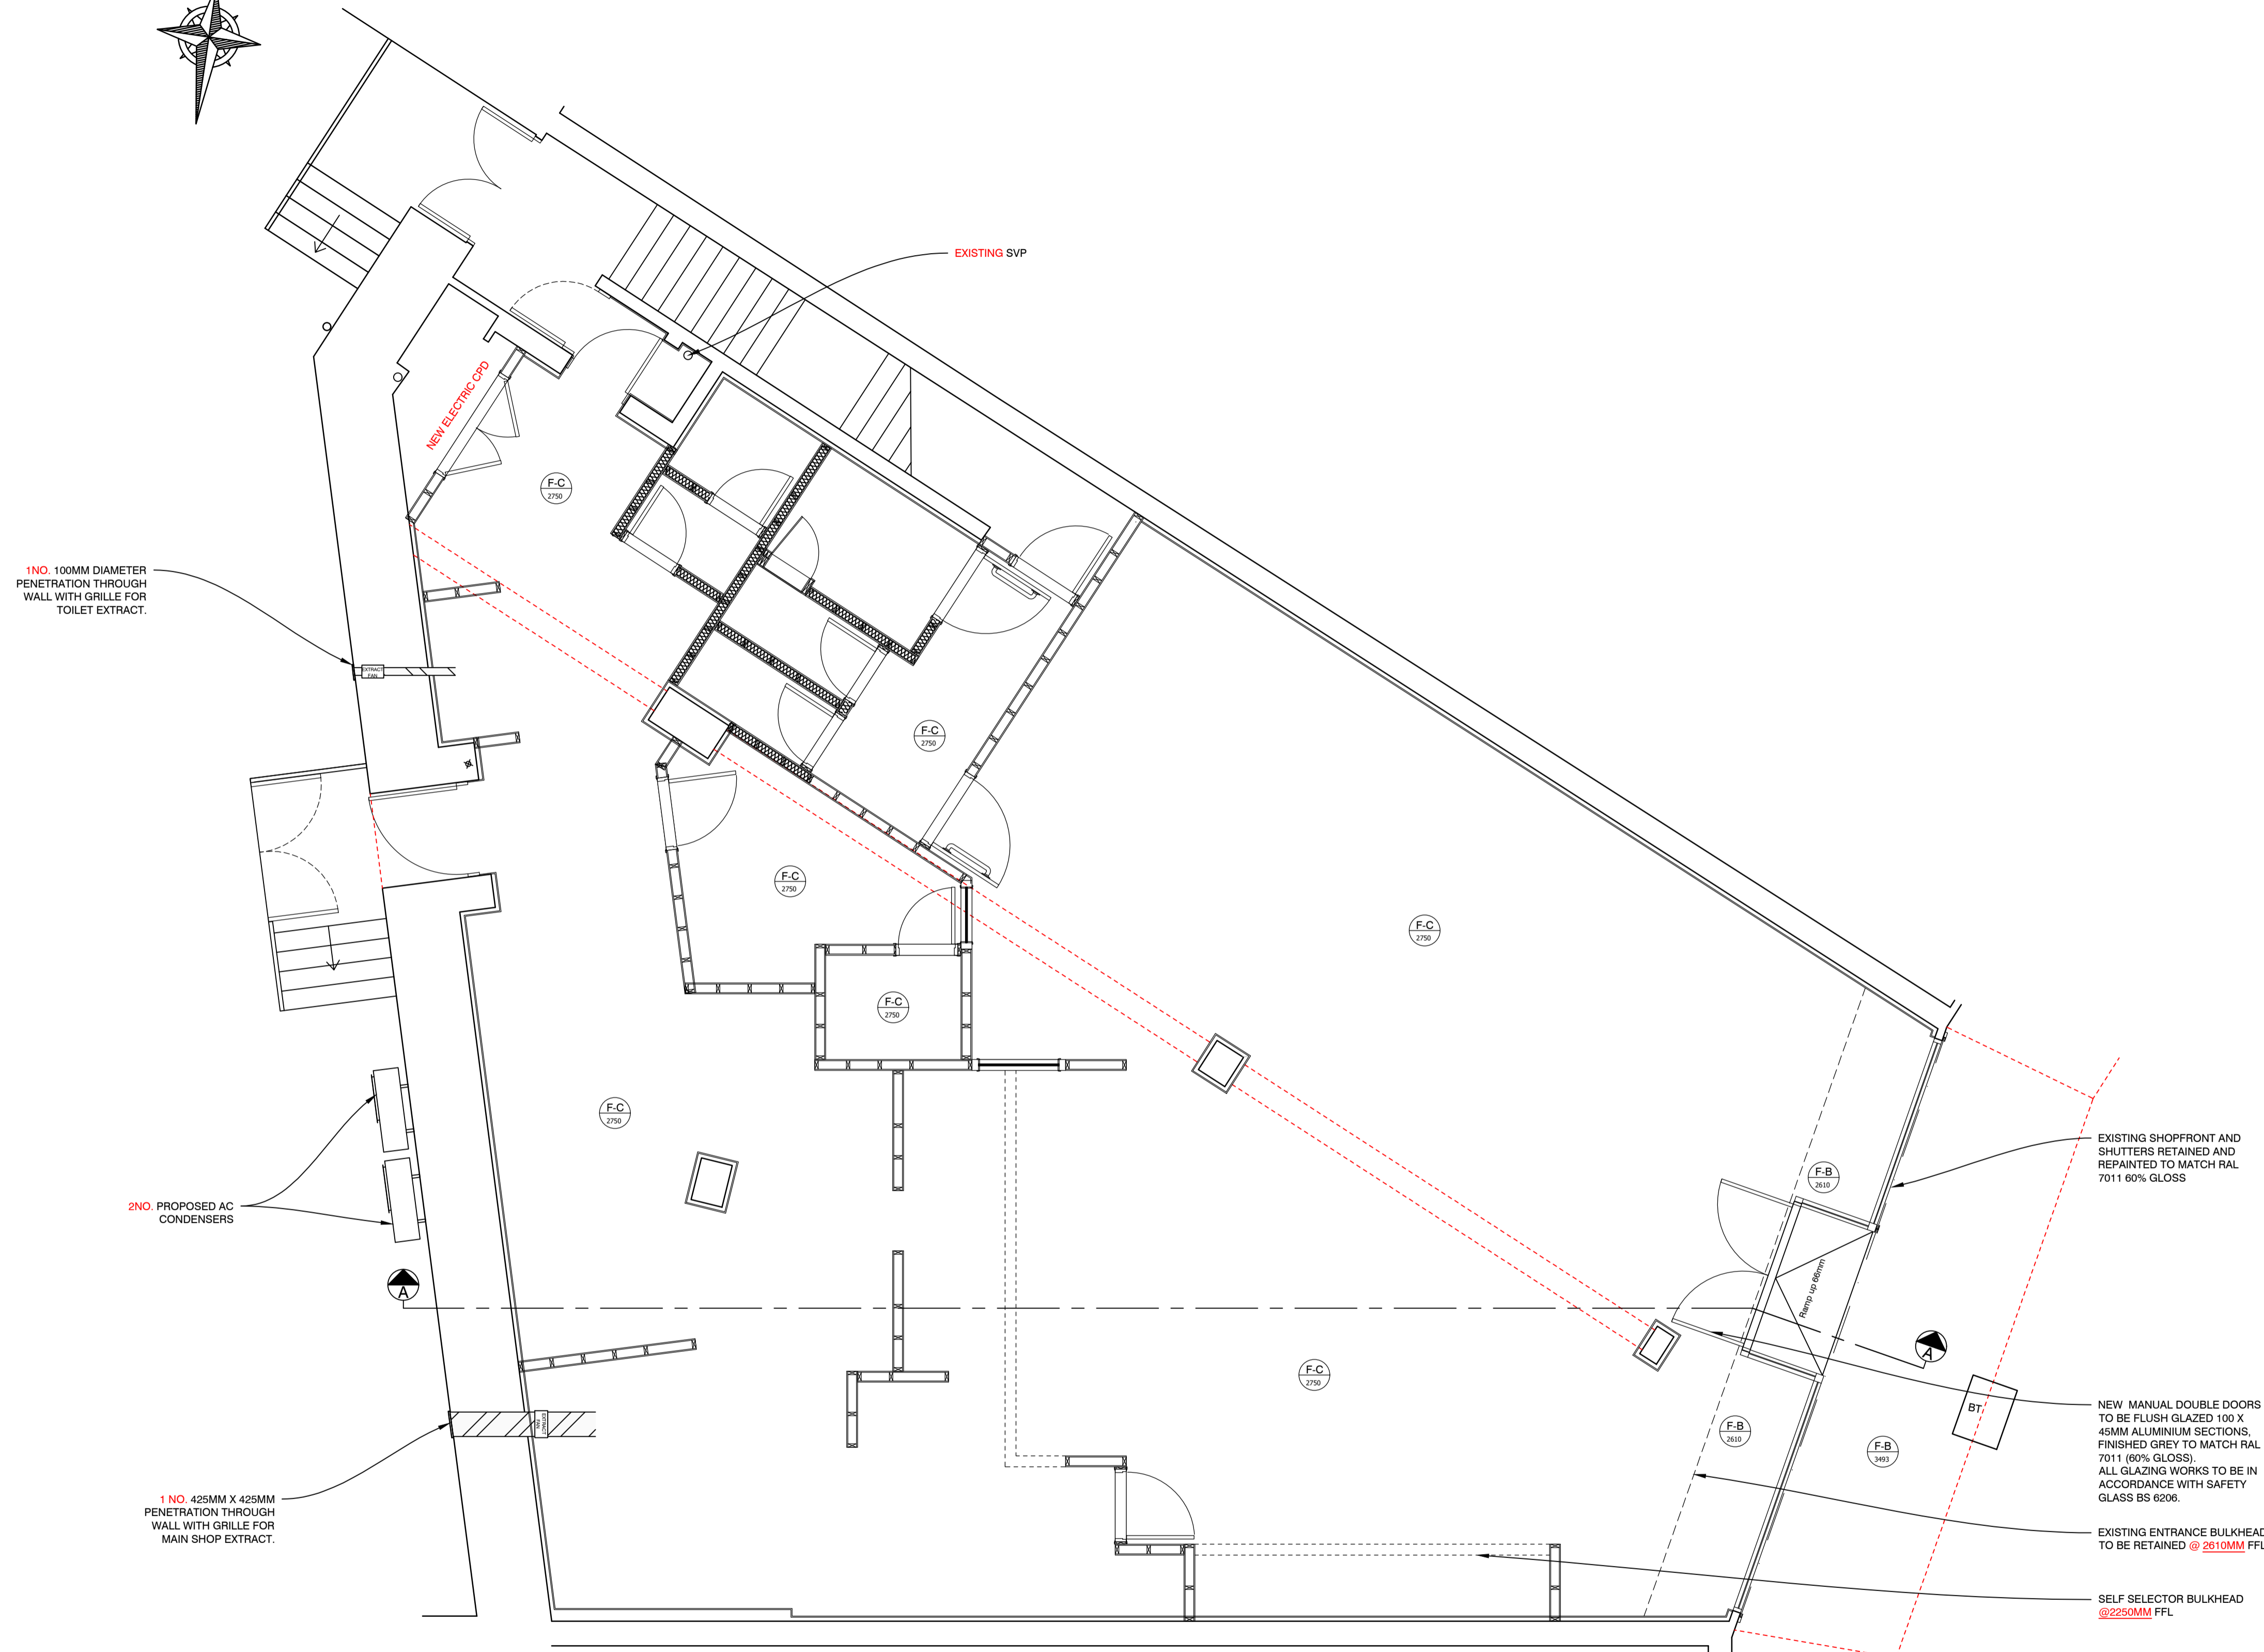 EXISTING SVP
NEW ELECTRIC CPD
F-C
2750
1NO. 100MM DIAMETER
PENETRATION THROUGH
WALL WITH GRILLE FOR
TOILET EXTRACT.
EXTRACT
FAN
F-C
2750
F-C
2750
F-C
2750
F-C
2750
F-C
2750
2NO. PROPOSED AC
CONDENSERS
EXISTING SHOPFRONT AND
SHUTTERS RETAINED AND
REPAINTED TO MATCH RAL
7011 60% GLOSS
F-B
2610
Ramp up 66mm
A
A
F-C
2750
BT
F-B
2610
F-B
3493
NEW MANUAL DOUBLE DOORS
TO BE FLUSH GLAZED 100 X
45MM ALUMINIUM SECTIONS,
FINISHED GREY TO MATCH RAL
7011 (60% GLOSS).
ALL GLAZING WORKS TO BE IN
ACCORDANCE WITH SAFETY
GLASS BS 6206.
EXTRACT
FAN
1 NO. 425MM X 425MM
PENETRATION THROUGH
WALL WITH GRILLE FOR
MAIN SHOP EXTRACT.
EXISTING ENTRANCE BULKHEAD
TO BE RETAINED @ 2610MM FFL
SELF SELECTOR BULKHEAD
@2250MM FFL